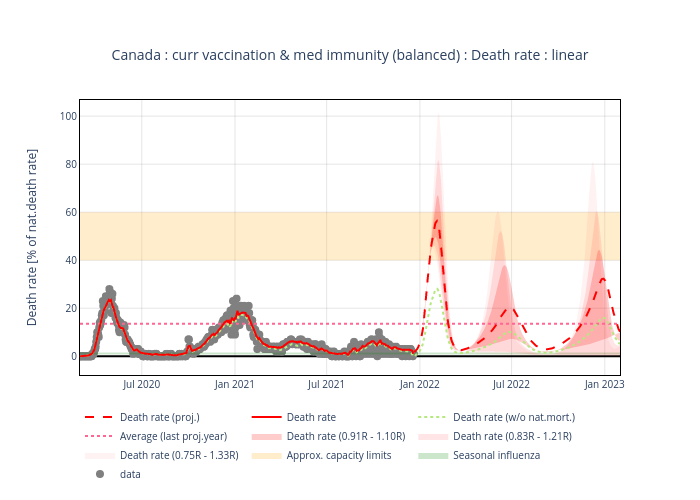 Canada : curr vaccination & med immunity (balanced) : Death rate : linear
Death rate [% of nat.death rate]
100
80
60
40
20
0
Jul 2020 Jan 2021 Jul 2021 Jan 2022 Jul 2022 Jan 2023
Death rate (proj.) Death rate Death rate (w/o nat.mort.)
Average (last proj.year) Death rate (0.91R - 1.10R) Death rate (0.83R - 1.21R)
Death rate (0.75R - 1.33R) Approx. capacity limits Seasonal influenza
data